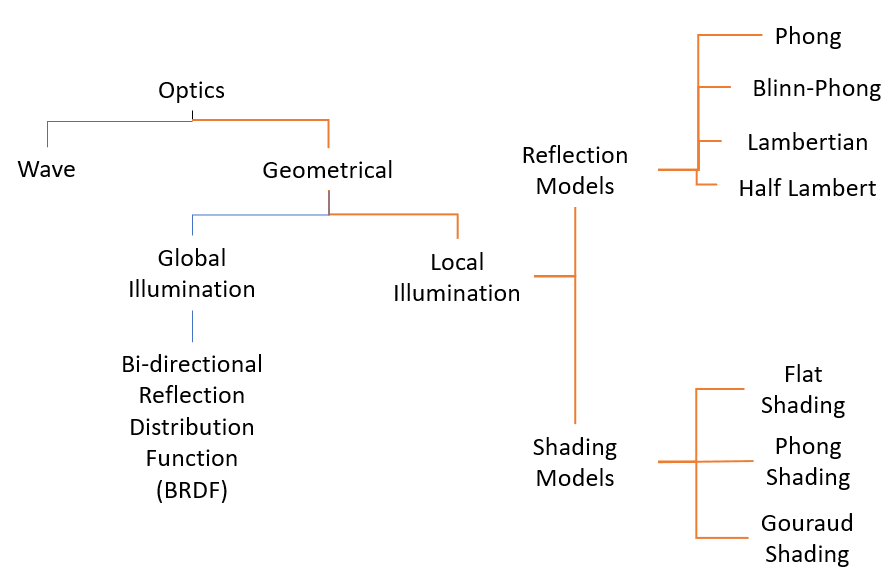 Optics
Wave
Geometrical
Global
Illumination
Bi-directional
Reflection
Distribution
Function
(BRDF)
Local
Illumination
Reflection
Models
Phong
Blinn-Phong
Lambertian
Half Lambert
Shading
Models
Flat
Shading
Phong
Shading
Gouraud
Shading